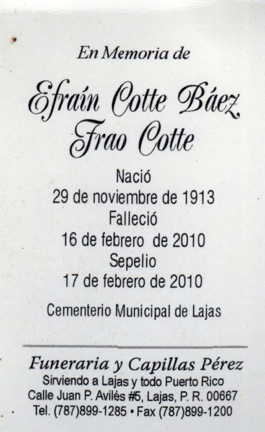 En Memoria de
Efraín Cotte Báez
Frao Cotte
Nació
29 de noviembre de 1913
Falleció
16 de febrero de 2010
Sepelio
17 de febrero de 2010
Cementerio Municipal de Lajas
Funeraria y Capillas Pérez
Sirviendo a Lajas y todo Puerto Rico
Calle Juan P. Avilés #5, Lajas, P. R. 00667
Tel. (787)899-1285 • Fax (787)899-1200